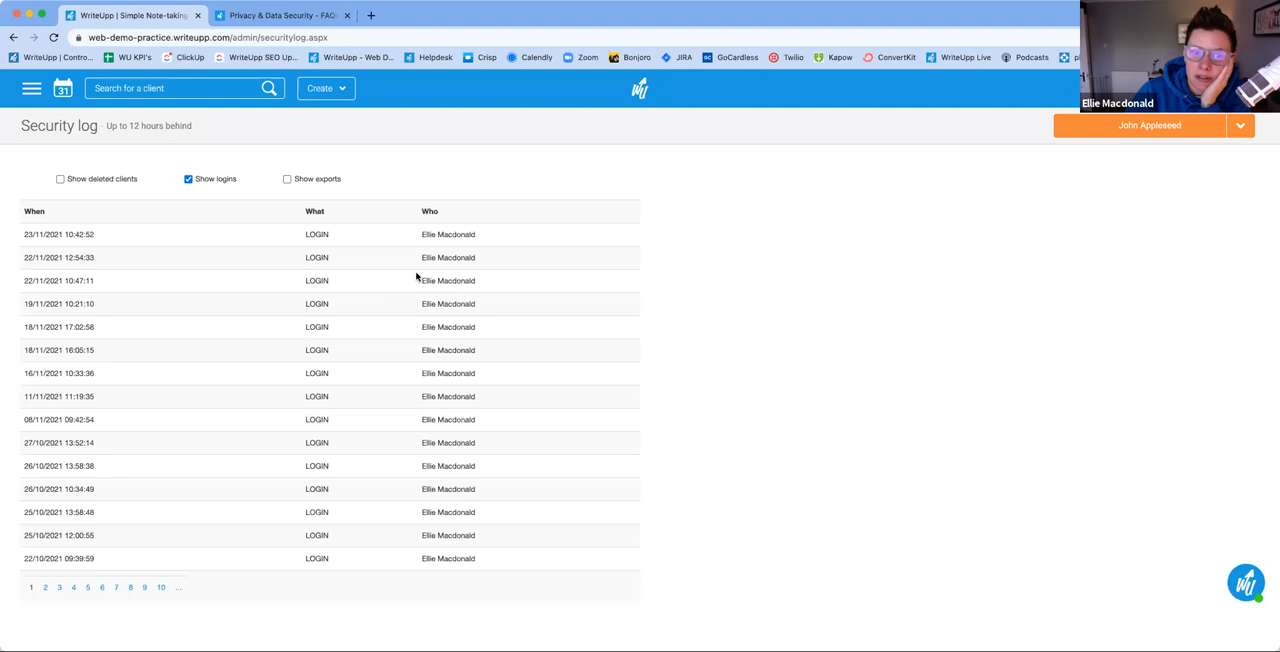 WriteUpp | Simple Note-taking
Privacy & Data Security - FAQ
web-demo-practice.writeupp.com/admin/securitylog.aspx
WriteUpp | Contro...
WU KPI's
ClickUp
WriteUpp SEO Up...
WriteUpp - Web D...
Helpdesk
Crisp
Calendly
Zoom
Bonjoro
JIRA
GoCardless
Twilio
Kapow
ConvertKit
WriteUpp Live
Podcasts
31
Search for a client
Create
Ellie Macdonald
Security log - Up to 12 hours behind
John Appleseed
Show deleted clients
Show logins
Show exports
When What Who
23/11/2021 10:42:52 LOGIN Ellie Macdonald
22/11/2021 12:54:33 LOGIN Ellie Macdonald
22/11/2021 10:47:11 LOGIN Ellie Macdonald
19/11/2021 10:21:10 LOGIN Ellie Macdonald
18/11/2021 17:02:58 LOGIN Ellie Macdonald
18/11/2021 16:05:15 LOGIN Ellie Macdonald
16/11/2021 10:33:36 LOGIN Ellie Macdonald
11/11/2021 11:19:35 LOGIN Ellie Macdonald
08/11/2021 09:42:54 LOGIN Ellie Macdonald
27/10/2021 13:52:14 LOGIN Ellie Macdonald
26/10/2021 13:58:38 LOGIN Ellie Macdonald
26/10/2021 10:34:49 LOGIN Ellie Macdonald
25/10/2021 13:58:48 LOGIN Ellie Macdonald
25/10/2021 12:00:55 LOGIN Ellie Macdonald
22/10/2021 09:39:59 LOGIN Ellie Macdonald
1 2 3 4 5 6 7 8 9 10 ...